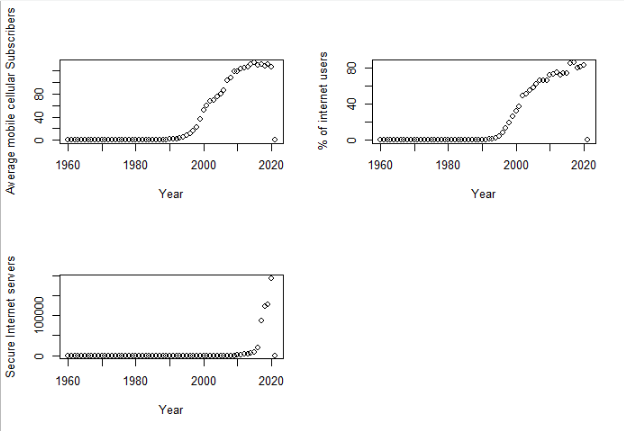 Average mobile cellular Subscribers
0 40 80
1960 1980 2000 2020
Year
% of internet users
0 40 80
1960 1980 2000 2020
Year
Secure Internet servers
0 100000
1960 1980 2000 2020
Year